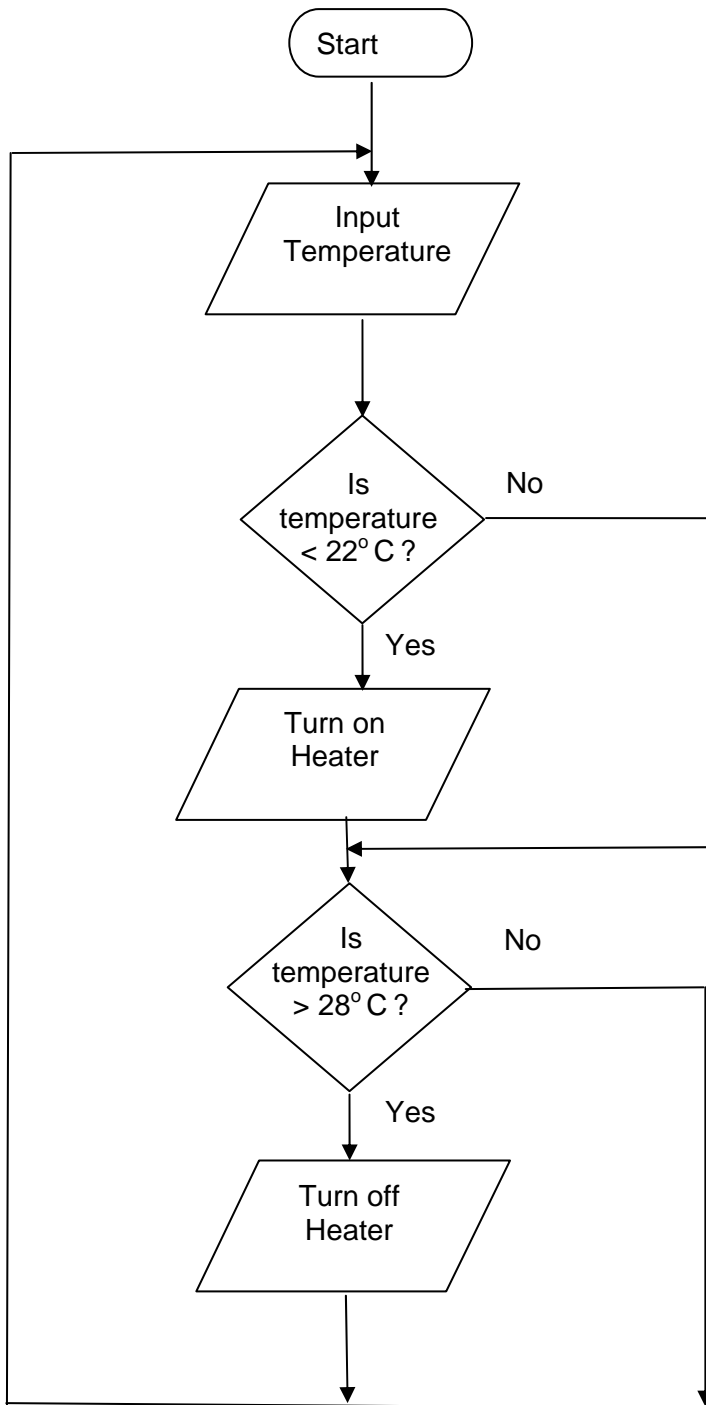 Start
Input
Temperature
Is
temperature
< 22° C ?
No
Yes
Turn on
Heater
Is
temperature
> 28° C ?
No
Yes
Turn off
Heater